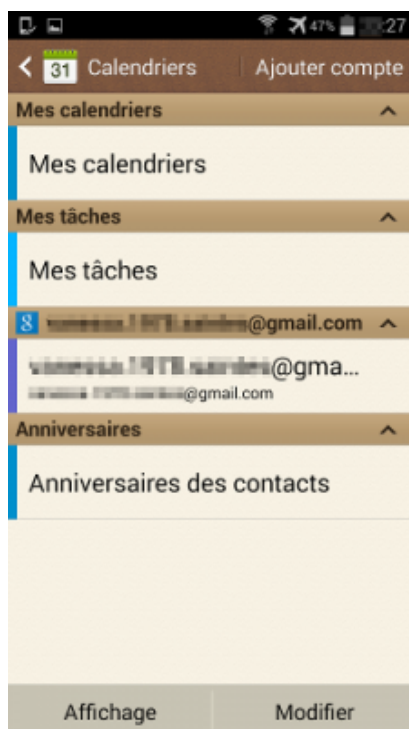 47% :27
31 Calendriers Ajouter compte
Mes calendriers
Mes calendriers
Mes tâches
Mes tâches
8 @gmail.com
@gma...
@gmail.com
Anniversaires
Anniversaires des contacts
Affichage Modifier